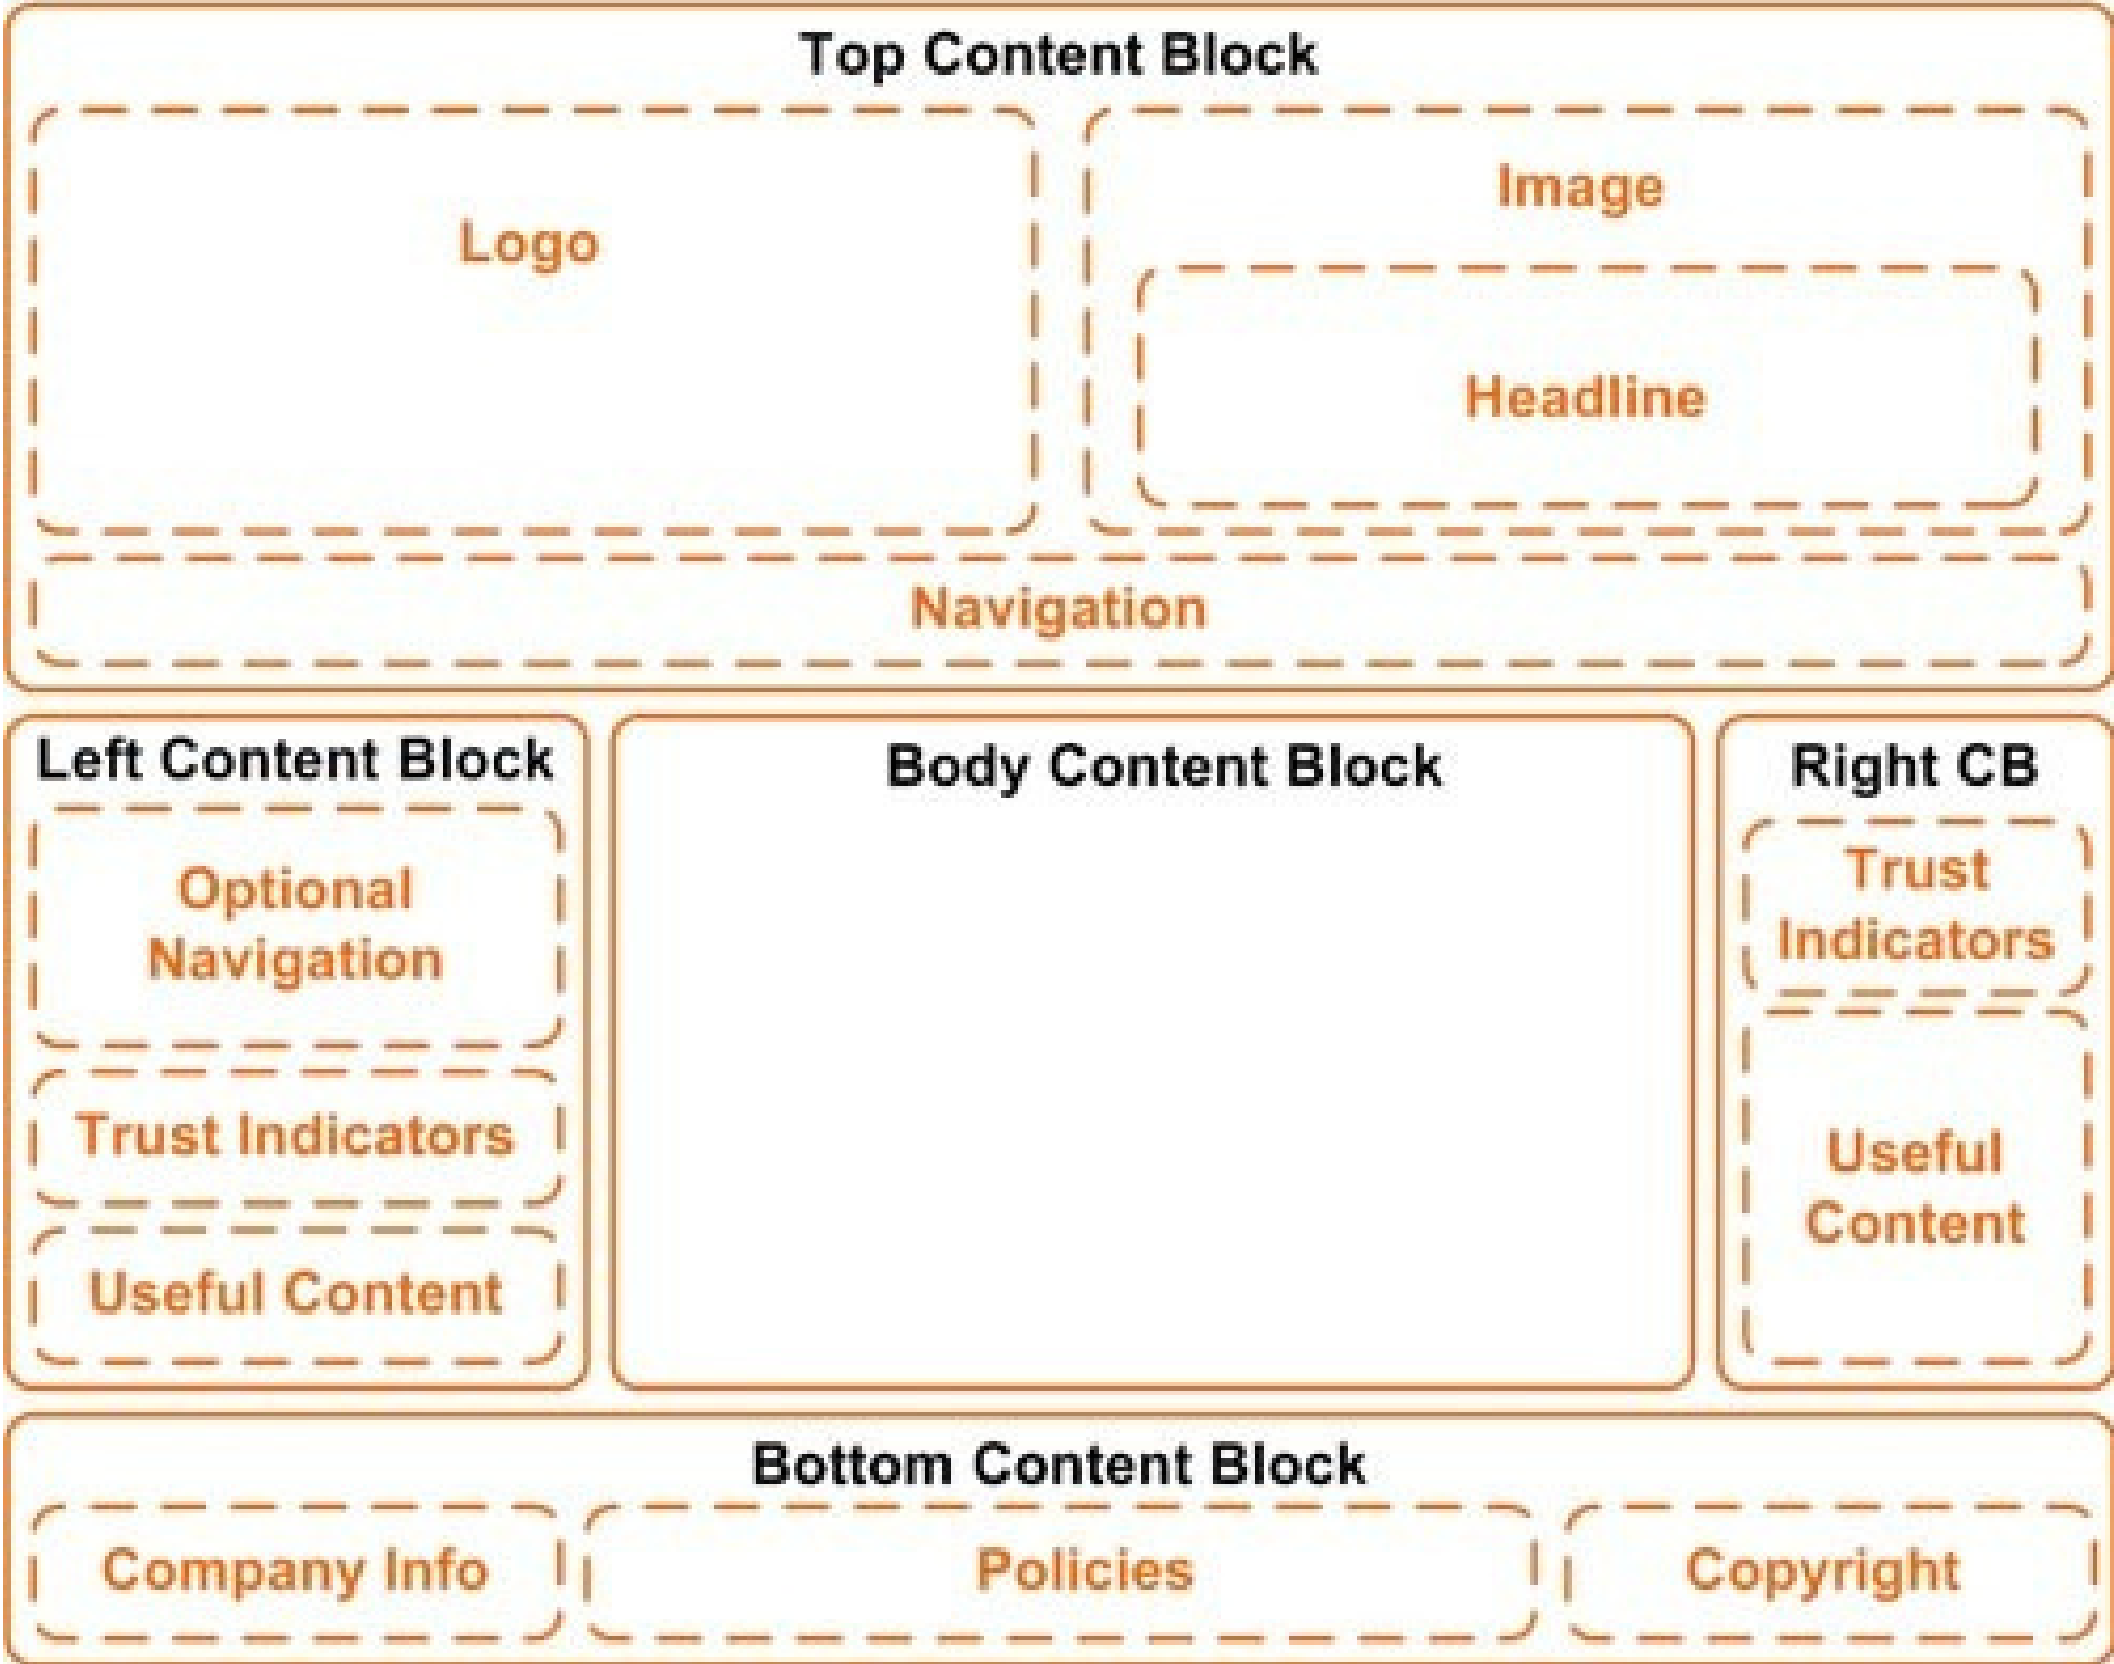 Top Content Block
Logo
Image
Headline
Navigation
Left Content Block
Optional
Navigation
Trust Indicators
Useful Content
Body Content Block
Right CB
Trust
Indicators
Useful
Content
Bottom Content Block
Company Info
Policies
Copyright